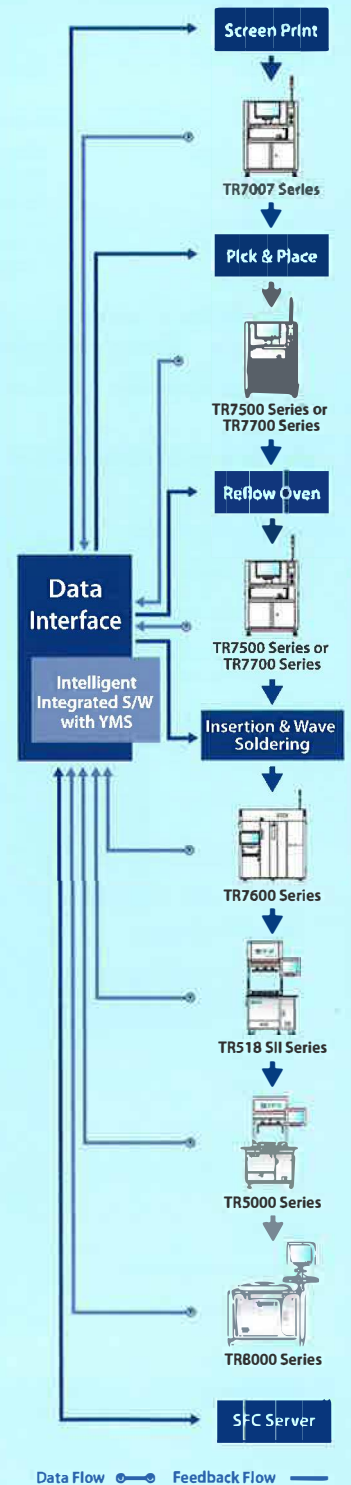 Screen Print
TR7007 Series
Pick & Place
TR7500 Series or
TR7700 Series
Reflow Oven
TR7500 Series or
TR7700 Series
Data
Interface
Intelligent
Integrated S/W
with YMS
Insertion & Wave
Soldering
TR7600 Series
TR518 SII Series
TR5000 Series
TR8000 Series
SFC Server
Data Flow
Feedback Flow